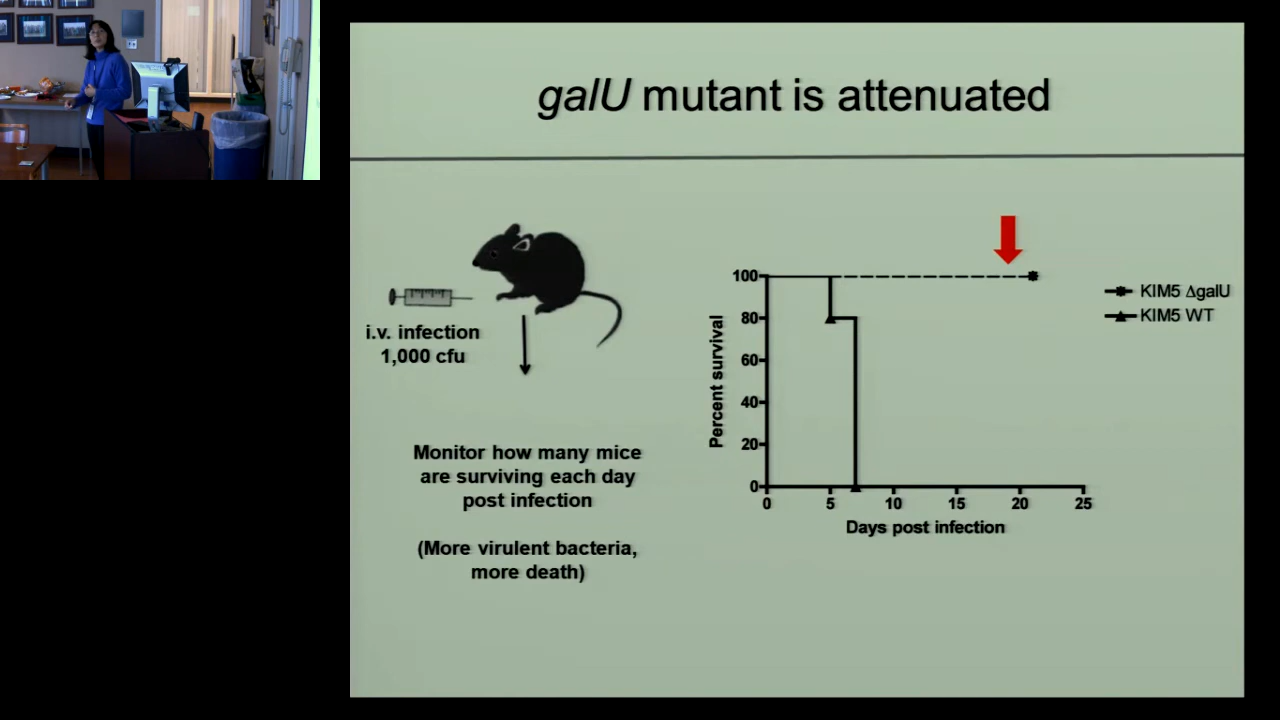 galU mutant is attenuated
i.v. infection
1,000 cfu
Monitor how many mice
are surviving each day
post infection
(More virulent bacteria,
more death)
Percent survival
100
80
60
40
20
0
0 5 10 15 20 25
Days post infection
KIM5 ΔgalU
KIM5 WT